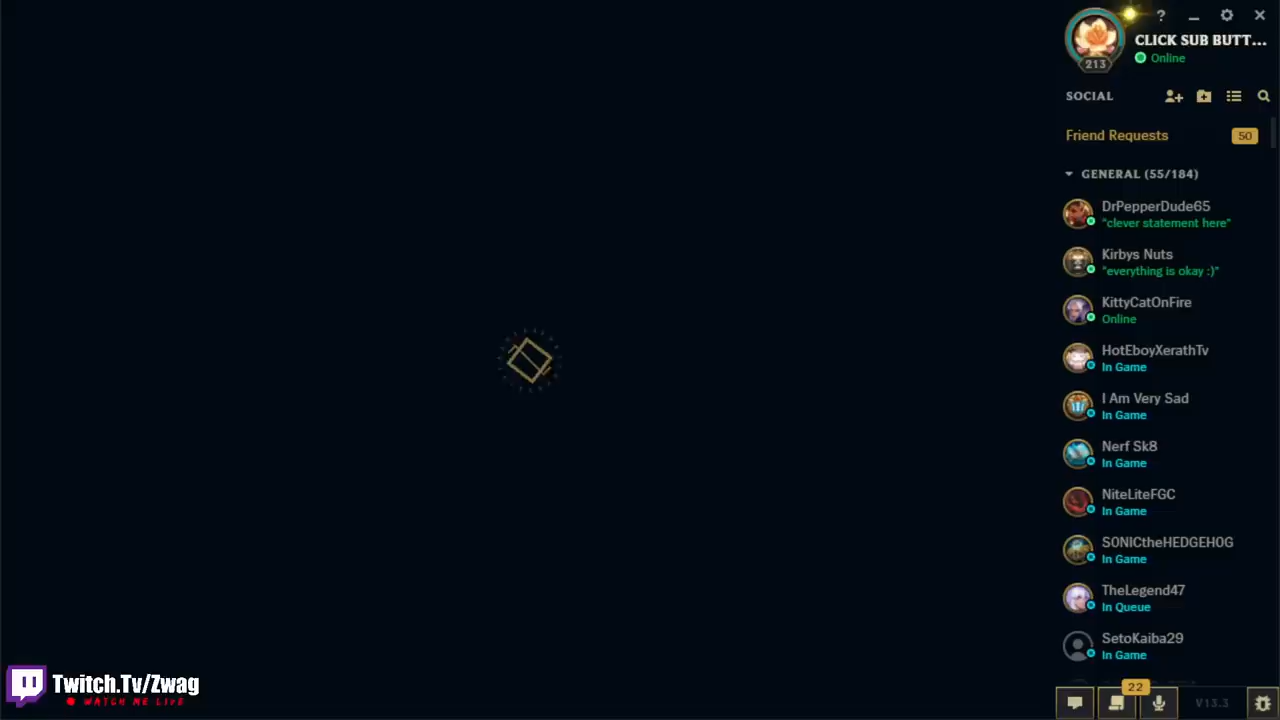 ?
CLICK SUB BUTT...
213
Online
SOCIAL
Friend Requests
50
GENERAL (55/184)
DrPepperDude65
"clever statement here"
Kirbys Nuts
"everything is okay :)"
KittyCatOnFire
Online
HotEboyXerathTv
In Game
I Am Very Sad
In Game
Nerf Sk8
In Game
NiteLiteFGC
In Game
S0NICtheHEDGEH0G
In Game
TheLegend47
In Queue
SetoKaiba29
In Game
22
V13.3
Twitch.Tv/Zwag
WATCH ME LIVE